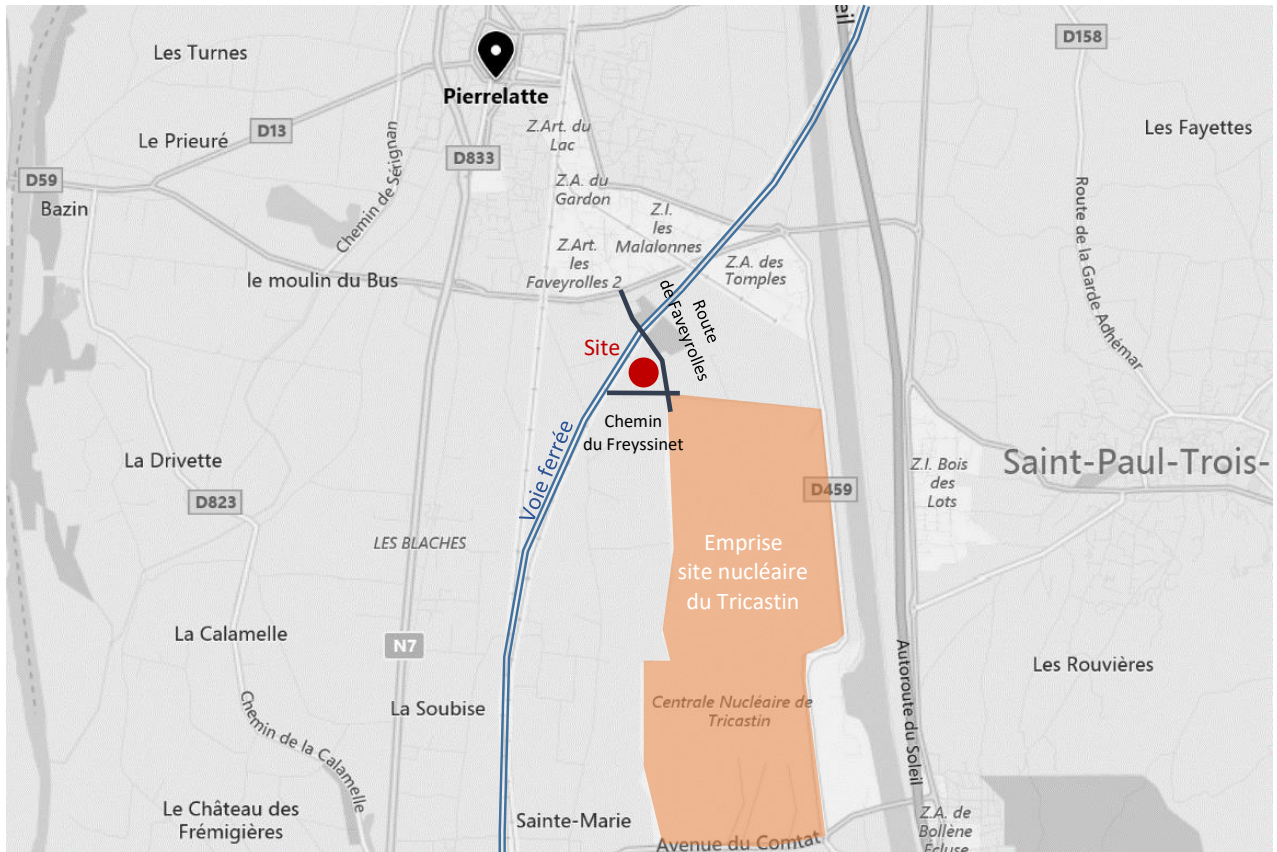 eil
D158
Les Turnes
Pierrelatte
Les Fayettes
Z.Art. du
Lac
D13
Le Prieuré
D833
Chemin de Sérignan
D59
Bazin
Z.A. du
Gardon
Route de la Garde Adhémar
Z.I.
les
Malalonnes
Z.Art.
les
Faveyrolles 2
Z.A. des
Tomples
le moulin du Bus
Route
de Faveyrolles
Site
Chemin
du Freyssinet
Voie ferrée
La Drivette
Z.I. Bois
des
Lots
Saint-Paul-Trois-
D823
D459
LES BLACHES
Emprise
site nucléaire
du Tricastin
La Calamelle
N7
Autoroute du Soleil
Les Rouvières
La Soubise
Centrale Nucléaire de
Tricastin
Chemin de la Calamelle
Le Château des
Frémigières
Sainte-Marie
Avenue du Comtat
Z.A. de
Bollène
Écluse